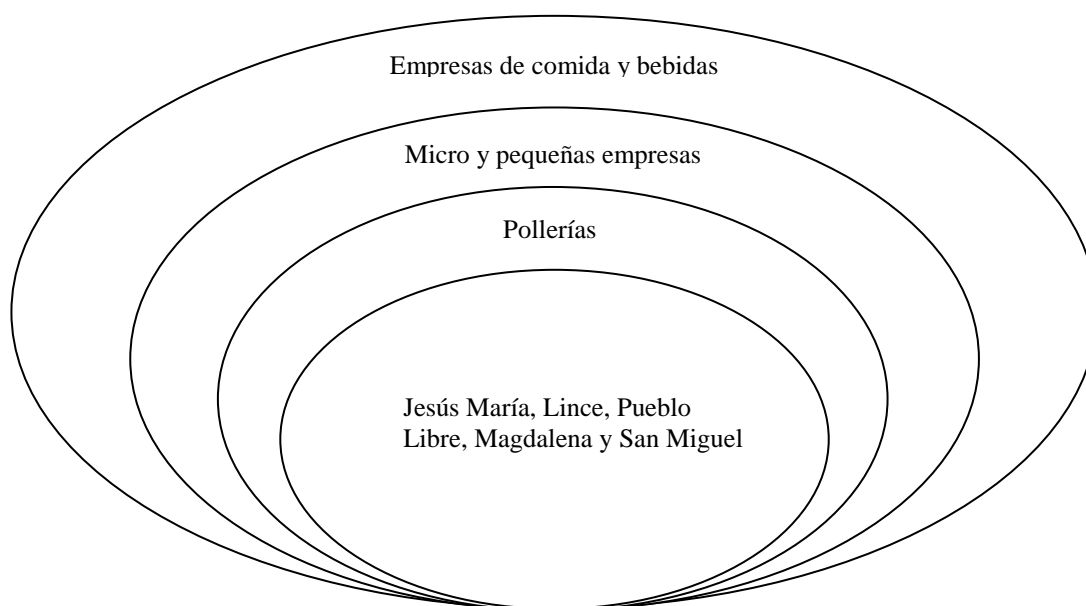 Empresas de comida y bebidas
Micro y pequeñas empresas
Pollerías
Jesús María, Lince, Pueblo
Libre, Magdalena y San Miguel